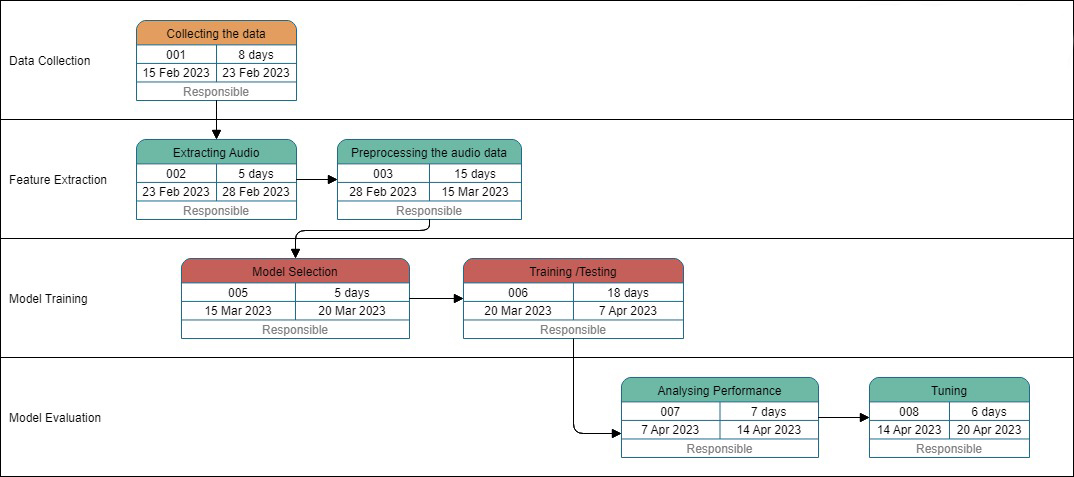 Data Collection
Collecting the data
001 8 days
15 Feb 2023 23 Feb 2023
Responsible
Feature Extraction
Extracting Audio
002 5 days
23 Feb 2023 28 Feb 2023
Responsible
Preprocessing the audio data
003 15 days
28 Feb 2023 15 Mar 2023
Responsible
Model Training
Model Selection
005 5 days
15 Mar 2023 20 Mar 2023
Responsible
Training /Testing
006 18 days
20 Mar 2023 7 Apr 2023
Responsible
Model Evaluation
Analysing Performance
007 7 days
7 Apr 2023 14 Apr 2023
Responsible
Tuning
008 6 days
14 Apr 2023 20 Apr 2023
Responsible